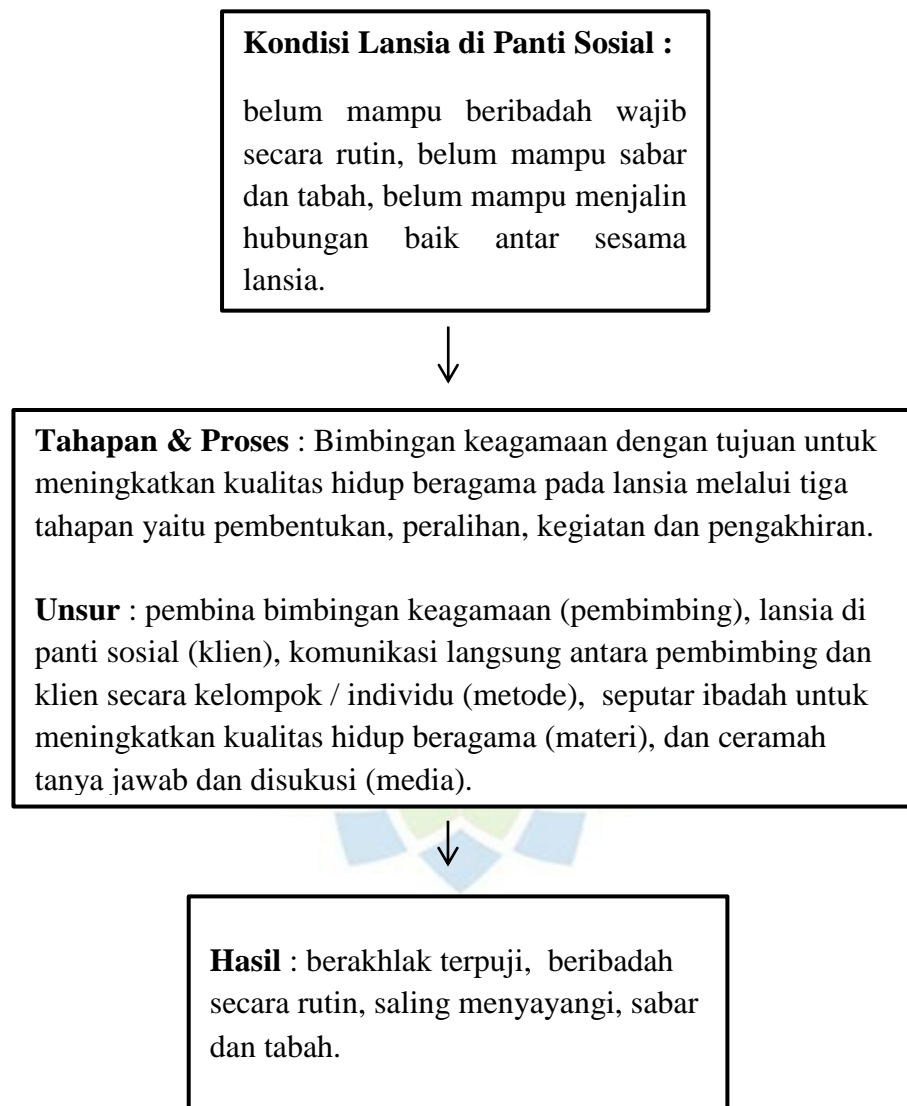 Kondisi Lansia di Panti Sosial :
belum mampu beribadah wajib
secara rutin, belum mampu sabar
dan tabah, belum mampu menjalin
hubungan baik antar sesama
lansia.
Tahapan & Proses : Bimbingan keagamaan dengan tujuan untuk
meningkatkan kualitas hidup beragama pada lansia melalui tiga
tahapan yaitu pembentukan, peralihan, kegiatan dan pengakhiran.
Unsur : pembina bimbingan keagamaan (pembimbing), lansia di
panti sosial (klien), komunikasi langsung antara pembimbing dan
klien secara kelompok / individu (metode), seputar ibadah untuk
meningkatkan kualitas hidup beragama (materi), dan ceramah
tanya jawab dan disukusi (media).
Hasil : berakhlak terpuji, beribadah
secara rutin, saling menyayangi, sabar
dan tabah.